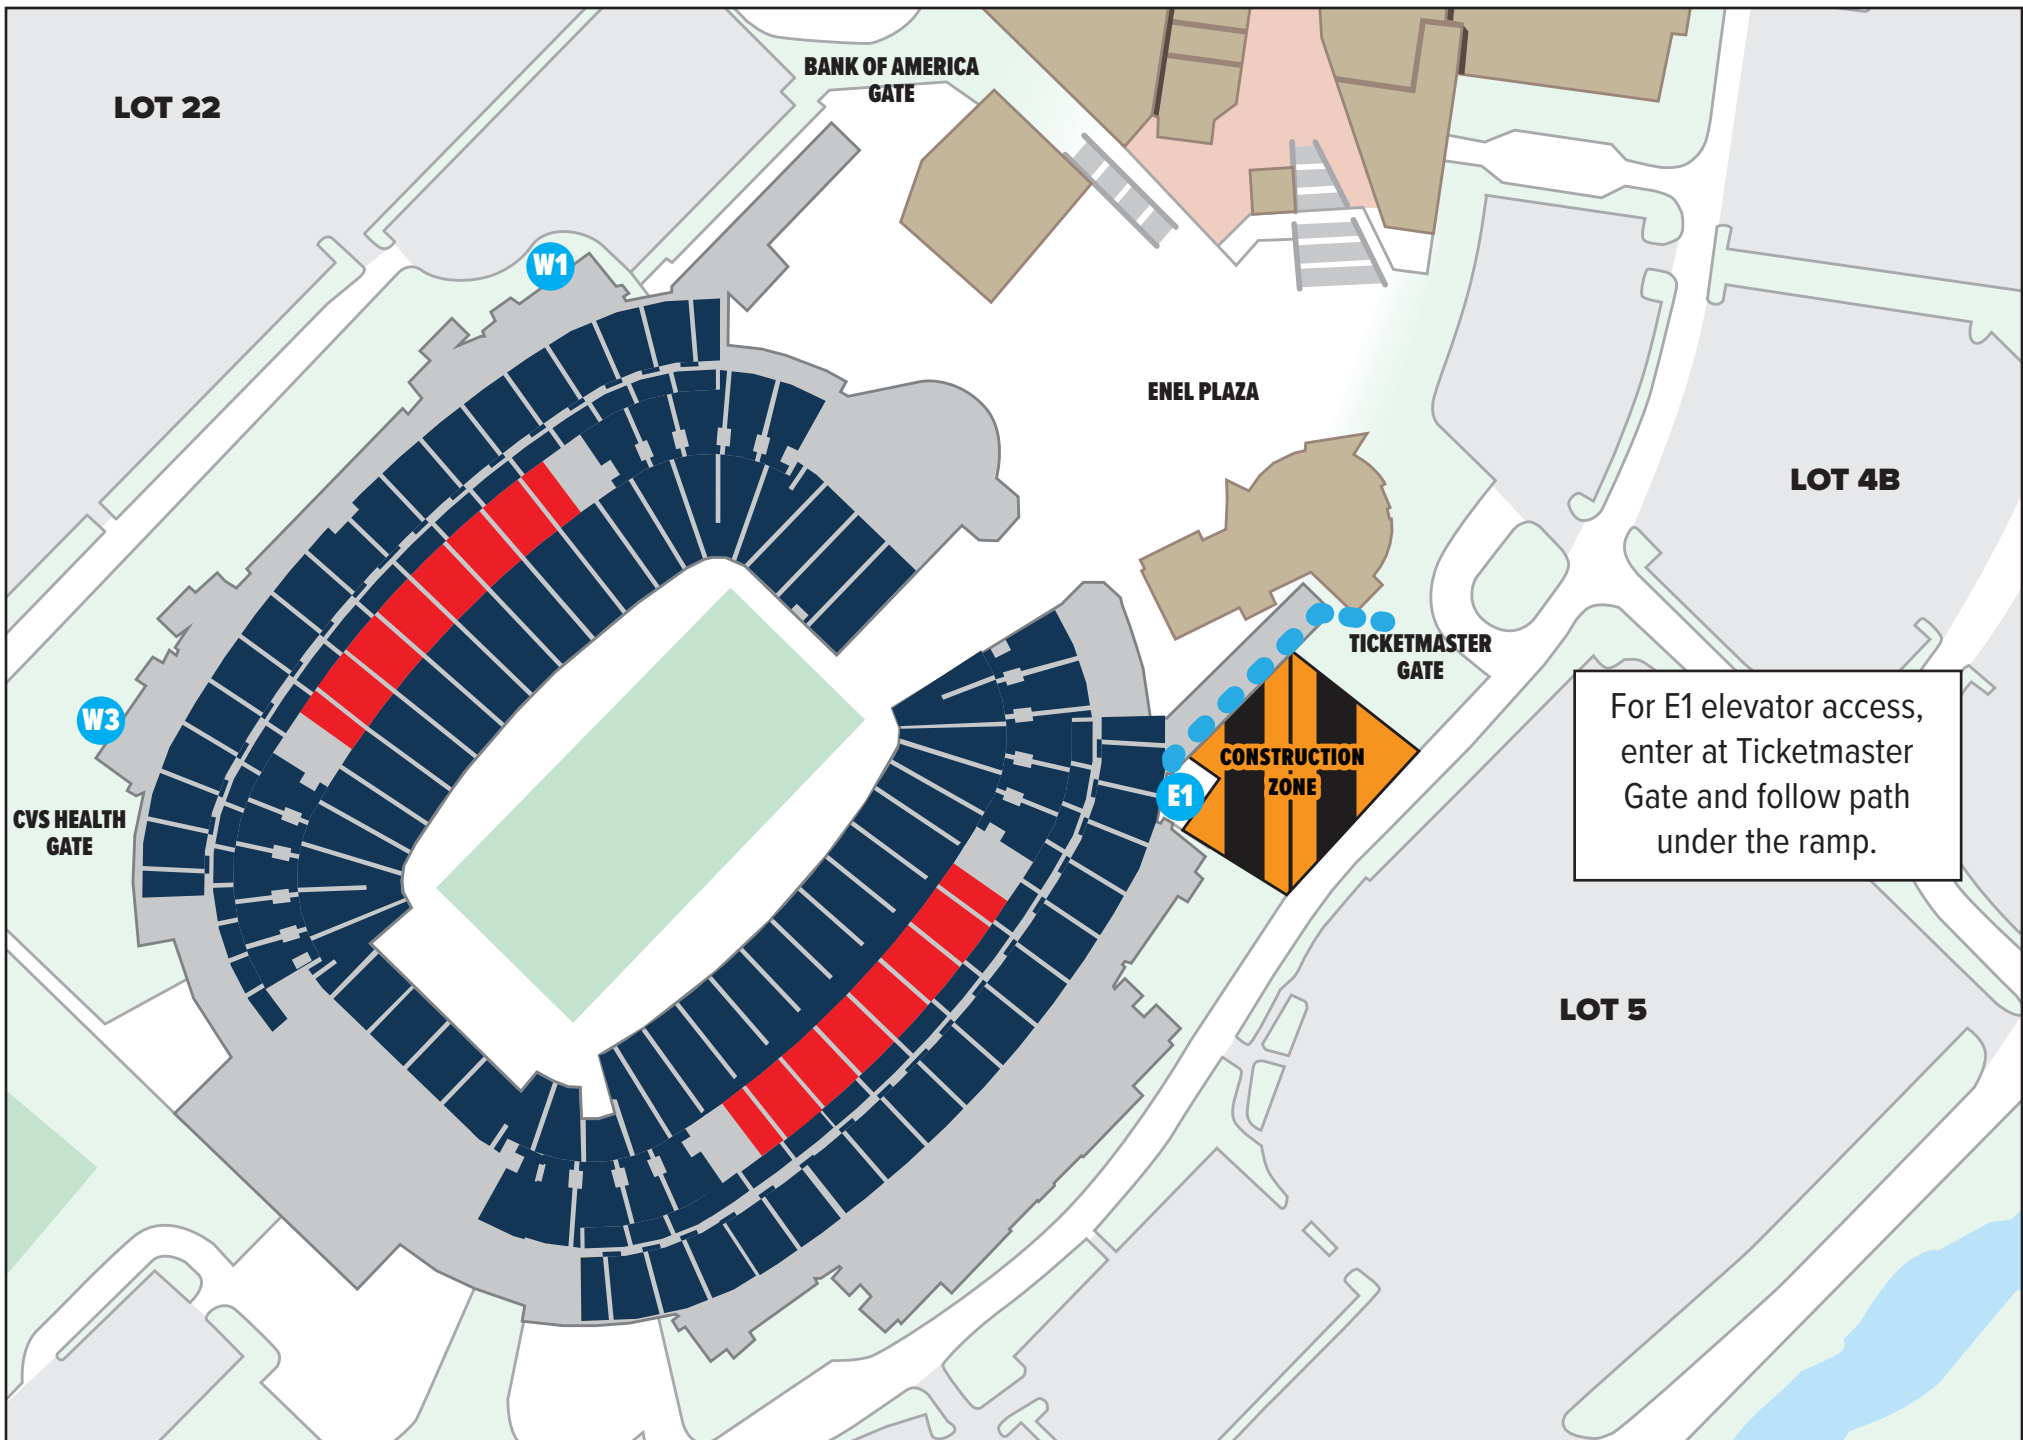 BANK OF AMERICA
GATE
LOT 22
W1
ENEL PLAZA
LOT 4B
TICKETMASTER
GATE
W3
For E1 elevator access,
enter at Ticketmaster
Gate and follow path
under the ramp.
CONSTRUCTION
ZONE
E1
CVS HEALTH
GATE
LOT 5